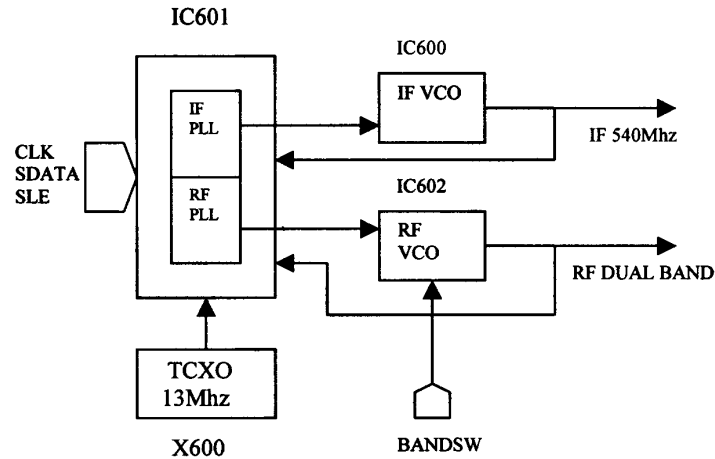 IC601
IC600
IF
PLL
IF VCO
IF 540Mhz
CLK
SDATA
SLE
IC602
RF
PLL
RF
VCO
RF DUAL BAND
TCXO
13Mhz
X600
BANDSW